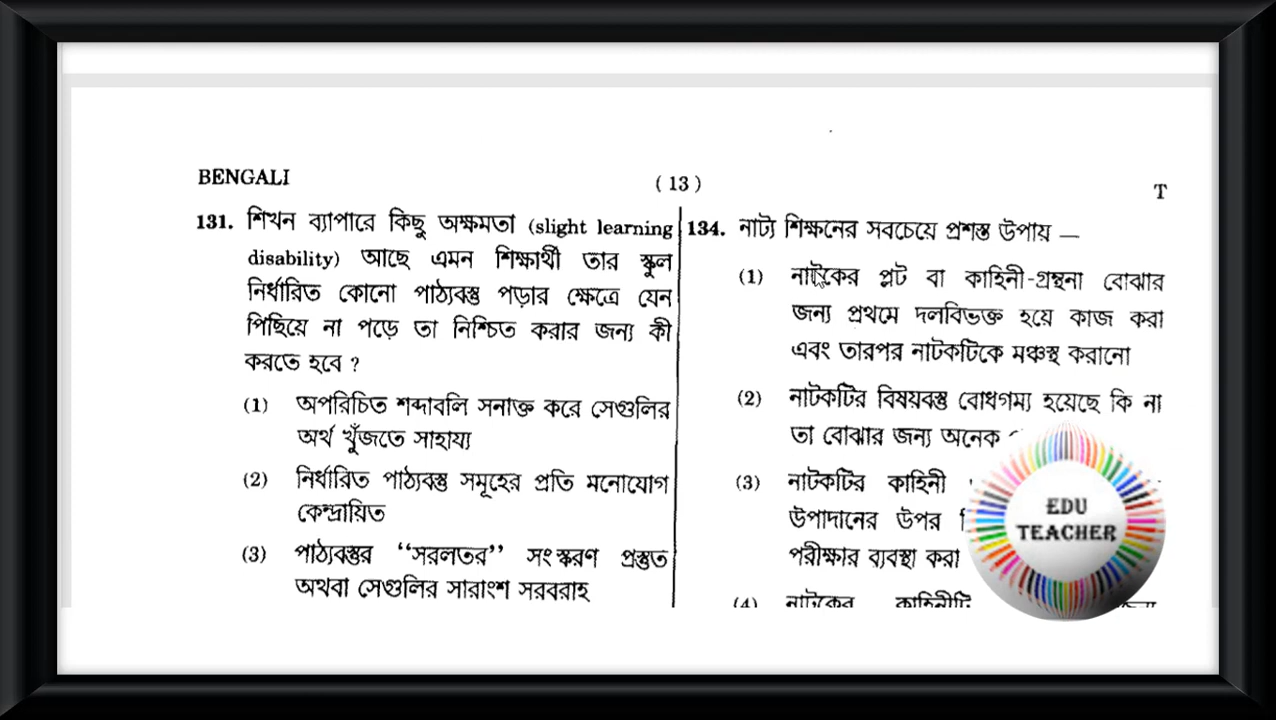 BENGALI
( 13 )
T
131. শিখন ব্যাপারে কিছু অক্ষমতা (slight learning
disability) আছে এমন শিক্ষার্থী তার স্কুল
নির্ধারিত কোনো পাঠ্যবস্তু পড়ার ক্ষেত্রে যেন
পিছিয়ে না পড়ে তা নিশ্চিত করার জন্য কী
করতে হবে ?
(1) অপরিচিত শব্দাবলি সনাক্ত করে সেগুলির
অর্থ খুঁজতে সাহায্য
(2) নির্ধারিত পাঠ্যবস্তু সমূহের প্রতি মনোযোগ
কেন্দ্রায়িত
(3) পাঠ্যবস্তুর “সরলতর” সংস্করণ প্রস্তুত
অথবা সেগুলির সারাংশ সরবরাহ
134. নাট্য শিক্ষনের সবচেয়ে প্রশস্ত উপায় —
(1) নাটকের প্লট বা কাহিনী-গ্রন্থনা বোঝার
জন্য প্রথমে দলবিভক্ত হয়ে কাজ করা
এবং তারপর নাটকটিকে মঞ্চস্থ করানো
(2) নাটকটির বিষয়বস্তু বোধগম্য হয়েছে কি না
তা বোঝার জন্য অনেক
(3) নাটকটির কাহিনী
উপাদানের উপর
পরীক্ষার ব্যবস্থা করা
(4) নাটকের কাহিনীটি
EDU
TEACHER